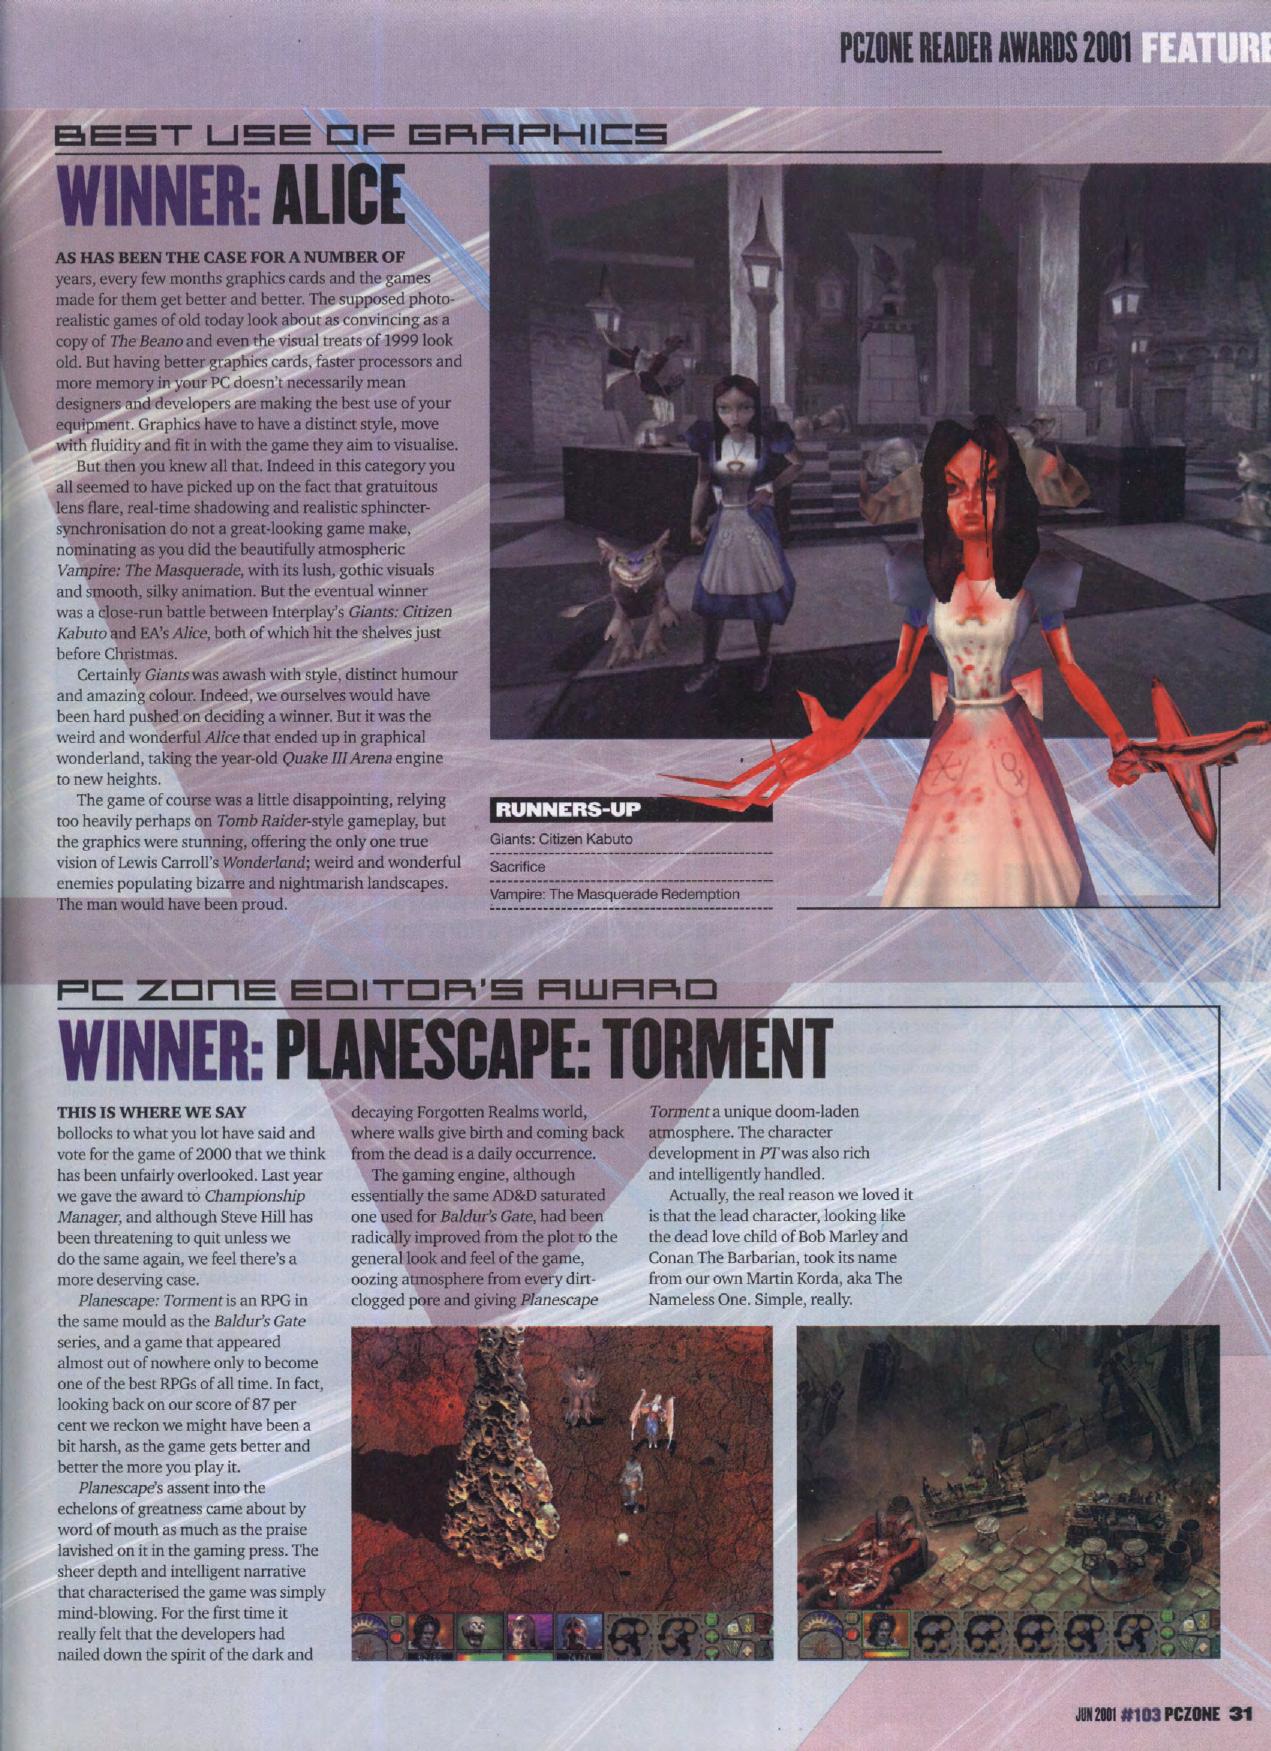 PCZONE READER AWARDS 2001 FEATURE
BEST USE OF GRAPHICS
WINNER: ALICE
AS HAS BEEN THE CASE FOR A NUMBER OF
years, every few months graphics cards and the games
made for them get better and better. The supposed photo-
realistic games of old today look about as convincing as a
copy of The Beano and even the visual treats of 1999 look
old. But having better graphics cards, faster processors and
more memory in your PC doesn't necessarily mean
designers and developers are making the best use of your
equipment. Graphics have to have a distinct style, move
with fluidity and fit in with the game they aim to visualise.
But then you knew all that. Indeed in this category you
all seemed to have picked up on the fact that gratuitous
lens flare, real-time shadowing and realistic sphincter-
synchronisation do not a great-looking game make,
nominating as you did the beautifully atmospheric
Vampire: The Masquerade, with its lush, gothic visuals
and smooth, silky animation. But the eventual winner
was a close-run battle between Interplay's Giants: Citizen
Kabuto and EA's Alice, both of which hit the shelves just
before Christmas.
Certainly Giants was awash with style, distinct humour
and amazing colour. Indeed, we ourselves would have
been hard pushed on deciding a winner. But it was the
weird and wonderful Alice that ended up in graphical
wonderland, taking the year-old Quake III Arena engine
to new heights.
The game of course was a little disappointing, relying
too heavily perhaps on Tomb Raider-style gameplay, but
the graphics were stunning, offering the only one true
vision of Lewis Carroll's Wonderland; weird and wonderful
enemies populating bizarre and nightmarish landscapes.
The man would have been proud.
RUNNERS-UP
Giants: Citizen Kabuto
Sacrifice
Vampire: The Masquerade Redemption
PC ZONE EDITOR'S AWARD
WINNER: PLANESCAPE: TORMENT
THIS IS WHERE WE SAY
bollocks to what you lot have said and
vote for the game of 2000 that we think
has been unfairly overlooked. Last year
we gave the award to Championship
Manager, and although Steve Hill has
been threatening to quit unless we
do the same again, we feel there's a
more deserving case.
Planescape: Torment is an RPG in
the same mould as the Baldur's Gate
series, and a game that appeared
almost out of nowhere only to become
one of the best RPGs of all time. In fact,
looking back on our score of 87 per
cent we reckon we might have been a
bit harsh, as the game gets better and
better the more you play it.
Planescape's assent into the
echelons of greatness came about by
word of mouth as much as the praise
lavished on it in the gaming press. The
sheer depth and intelligent narrative
that characterised the game was simply
mind-blowing. For the first time it
really felt that the developers had
nailed down the spirit of the dark and
decaying Forgotten Realms world,
where walls give birth and coming back
from the dead is a daily occurrence.
The gaming engine, although
essentially the same AD&D saturated
one used for Baldur's Gate, had been
radically improved from the plot to the
general look and feel of the game,
oozing atmosphere from every dirt-
clogged pore and giving Planescape
Torment a unique doom-laden
atmosphere. The character
development in PT was also rich
and intelligently handled.
Actually, the real reason we loved it
is that the lead character, looking like
the dead love child of Bob Marley and
Conan The Barbarian, took its name
from our own Martin Korda, aka The
Nameless One. Simple, really.
JUN 2001 #103 PCZONE 31